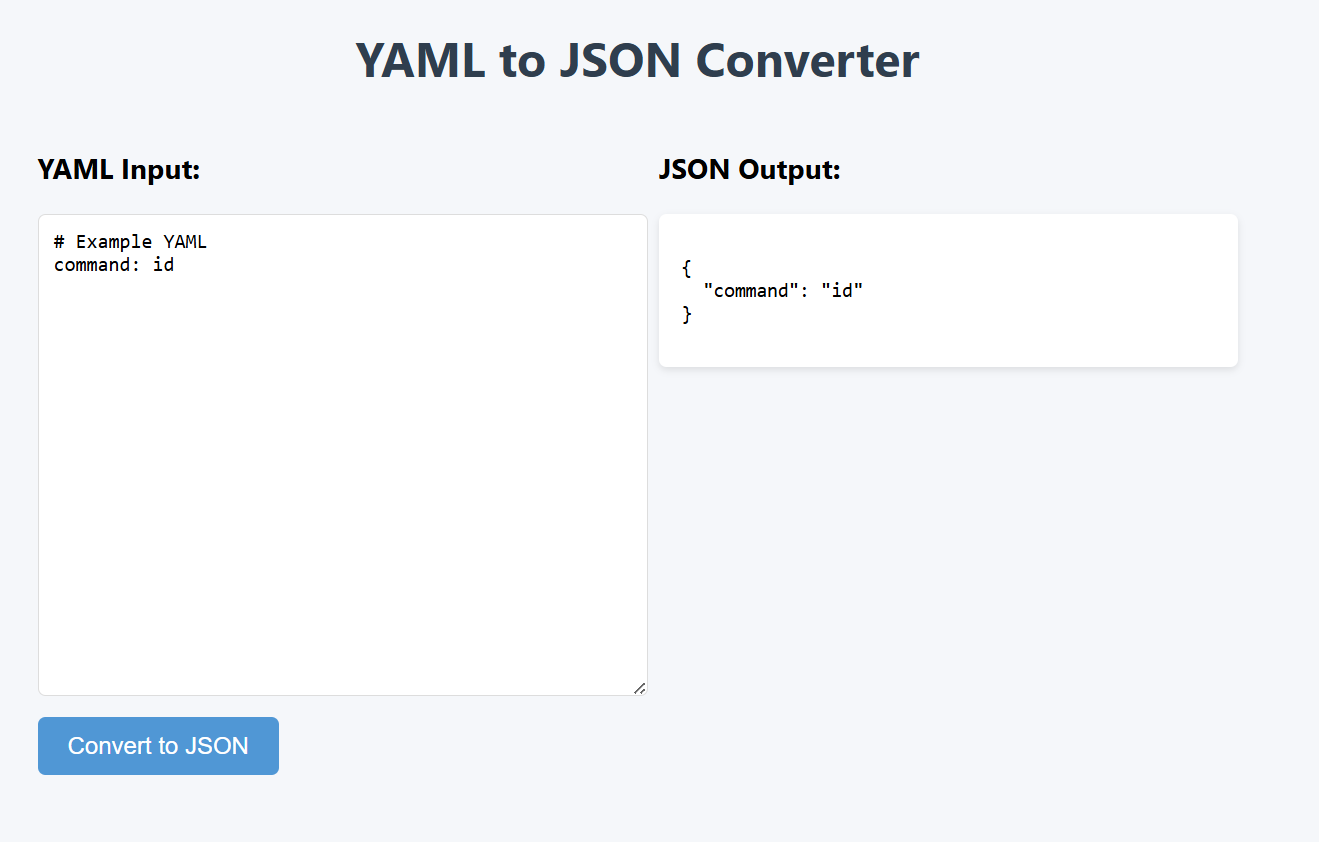 YAML to JSON Converter
YAML Input:
# Example YAML
command: id
Convert to JSON
JSON Output:
{
  "command": "id"
}